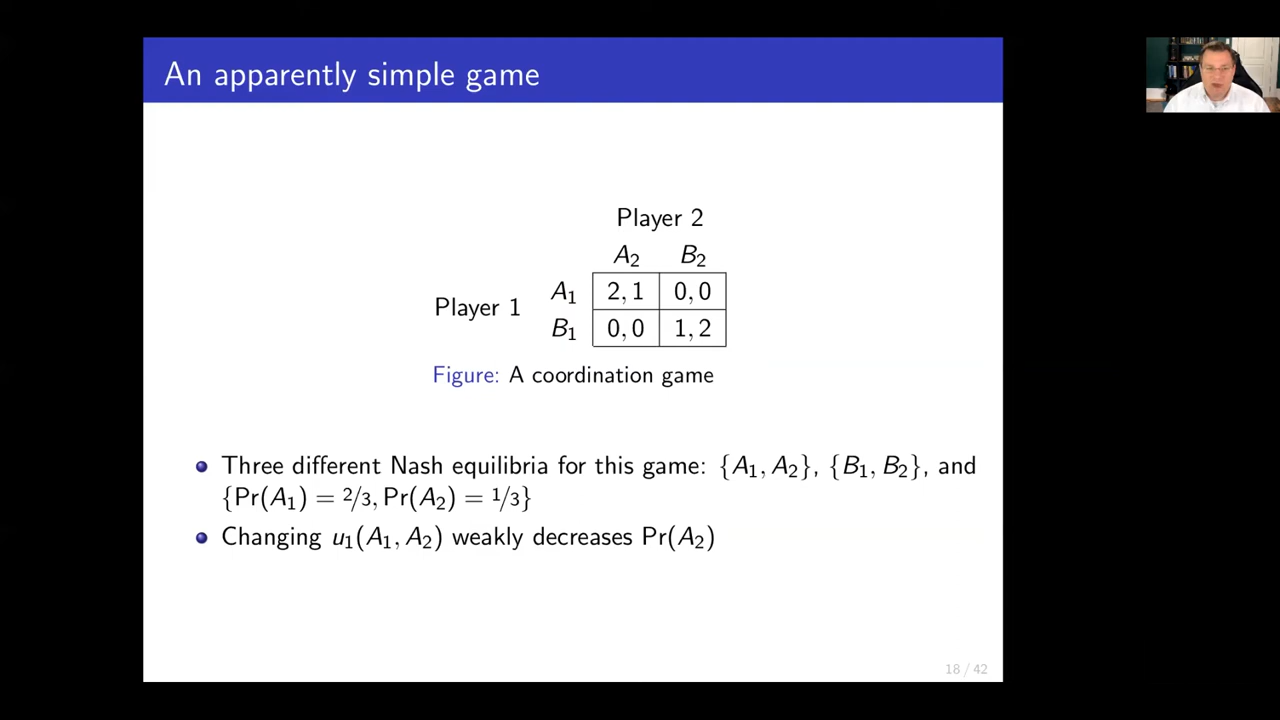 An apparently simple game
Player 2
A₂ B₂
Player 1
A₁ 2, 1 0, 0
B₁ 0, 0 1, 2
Figure: A coordination game
Three different Nash equilibria for this game: {A₁, A₂}, {B₁, B₂}, and
{Pr(A₁) = 2/3, Pr(A₂) = 1/3}
Changing u₁(A₁, A₂) weakly decreases Pr(A₂)
18 / 42